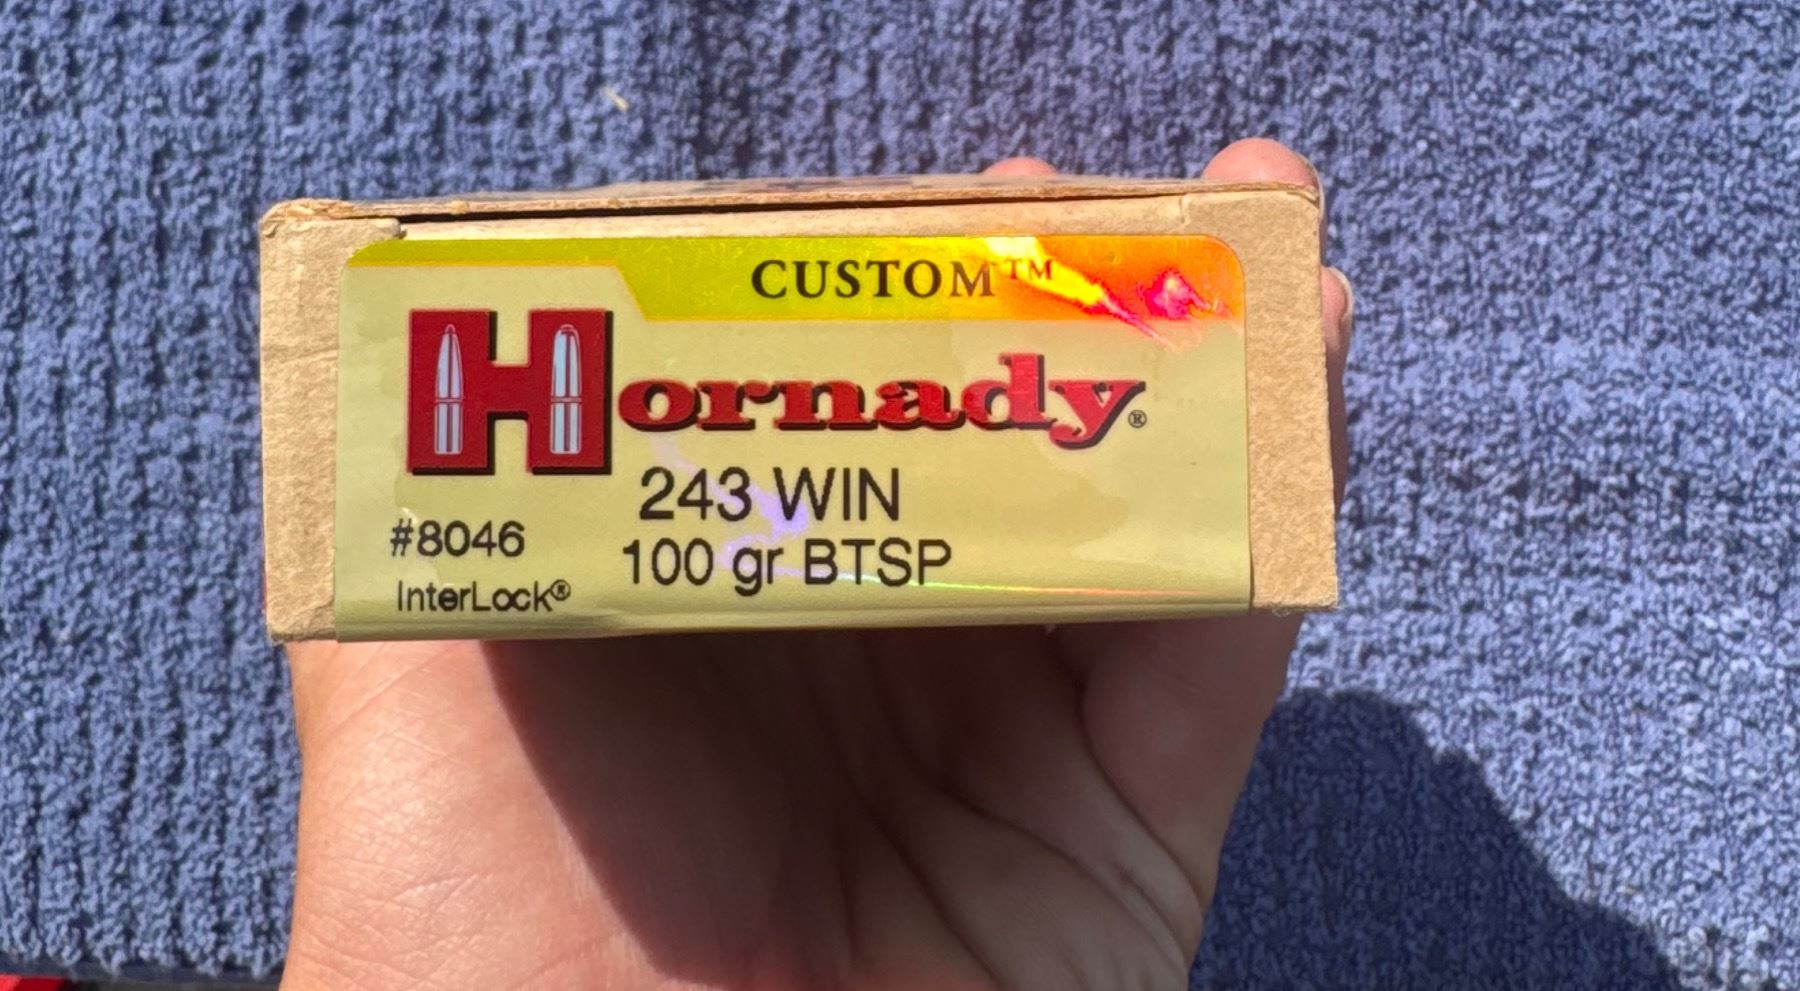 CUSTOM™
Hornady®
243 WIN
#8046
100 gr BTSP
InterLock®